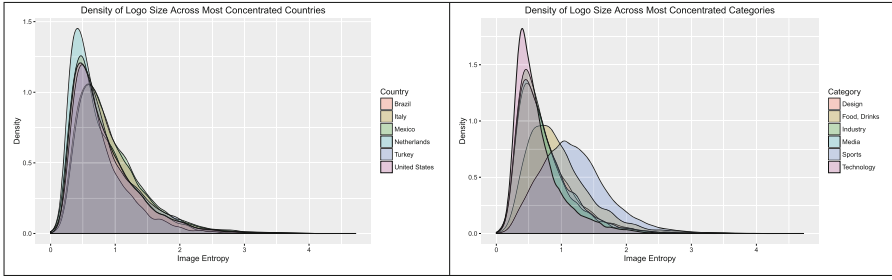 Density of Logo Size Across Most Concentrated Countries
1.5
1.0
0.5
0.0
Density
0 1 2 3 4
Image Entropy
Country
Brazil
Italy
Mexico
Netherlands
Turkey
United States
Density of Logo Size Across Most Concentrated Categories
1.5
1.0
0.5
0.0
Density
0 1 2 3 4
Image Entropy
Category
Design
Food, Drinks
Industry
Media
Sports
Technology